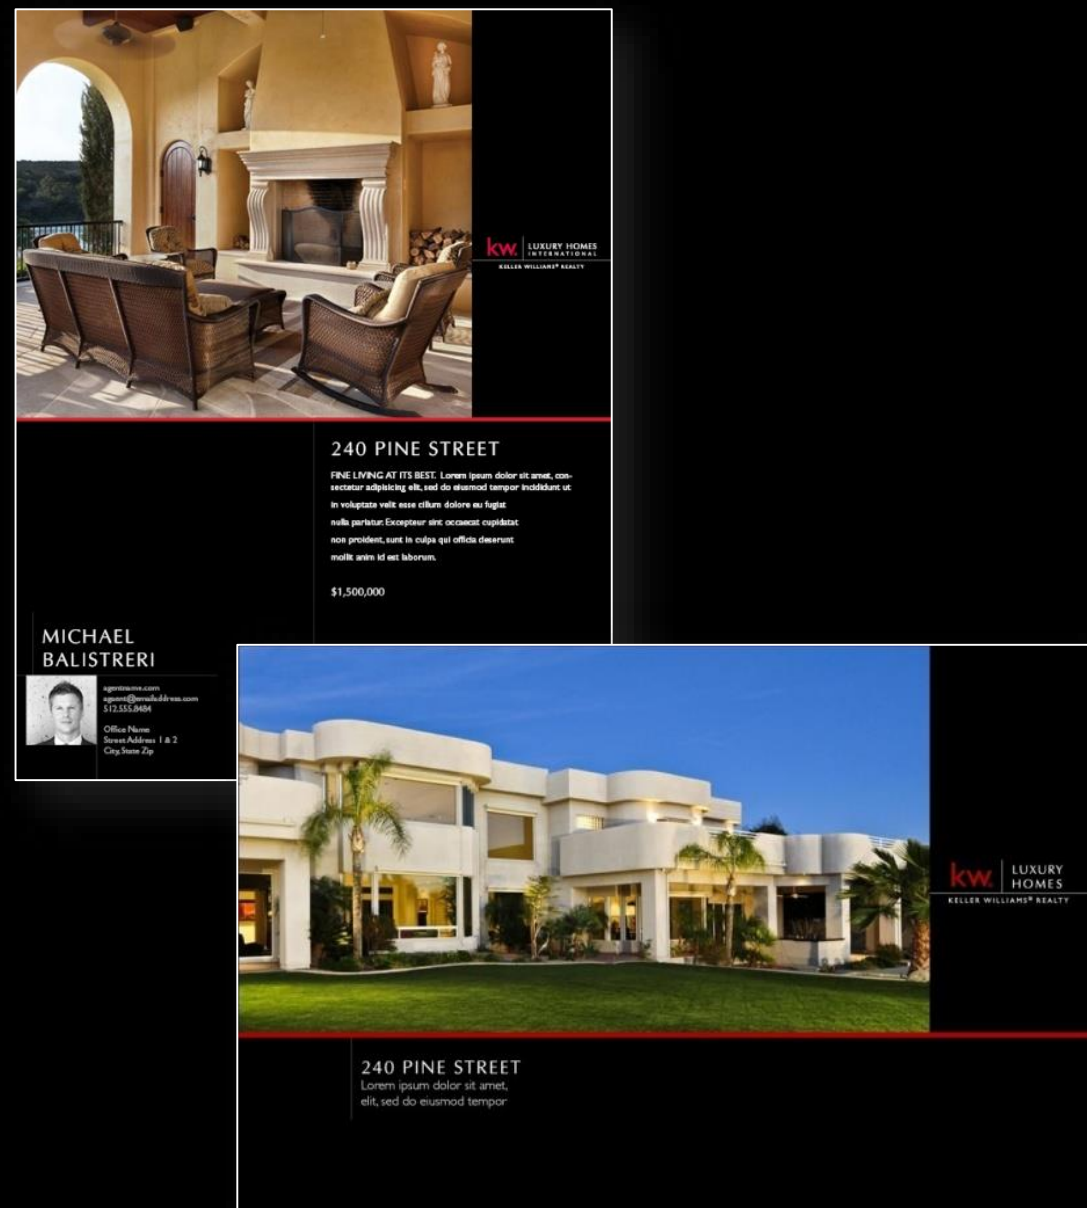 kw. LUXURY HOMES
INTERNATIONAL
KELLER WILLIAMS® REALTY
240 PINE STREET
FINE LIVING AT ITS BEST. Lorem ipsum dolor sit amet, con-
sectetur adipisicing elit, sed do eiusmod tempor incididunt ut
in voluptate velit esse cillum dolore eu fugiat
nulla pariatur. Excepteur sint occaecat cupidatat
non proident, sunt in culpa qui officia deserunt
mollit anim id est laborum.
$1,500,000
MICHAEL
BALISTRERI
agentname.com
agaent@emailaddress.com
512.555.8484
Office Name
Street Address 1 & 2
City, State Zip
kw. LUXURY
HOMES
KELLER WILLIAMS® REALTY
240 PINE STREET
Lorem ipsum dolor sit amet,
elit, sed do eiusmod tempor